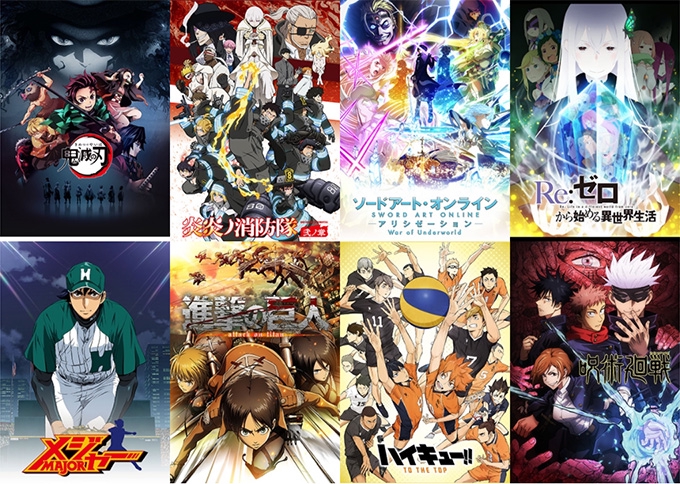 鬼滅の刃
炎炎ノ消防隊
弐ノ章
8
ソードアート・オンライン
SWORD ART ONLINE
アリシゼーション
War of Underworld
Re:ゼロ
から始める異世界生活
H
H
メジャー
MAJOR
進撃の巨人
attack on titan
ハイキュー!!
TO THE TOP
呪術廻戦